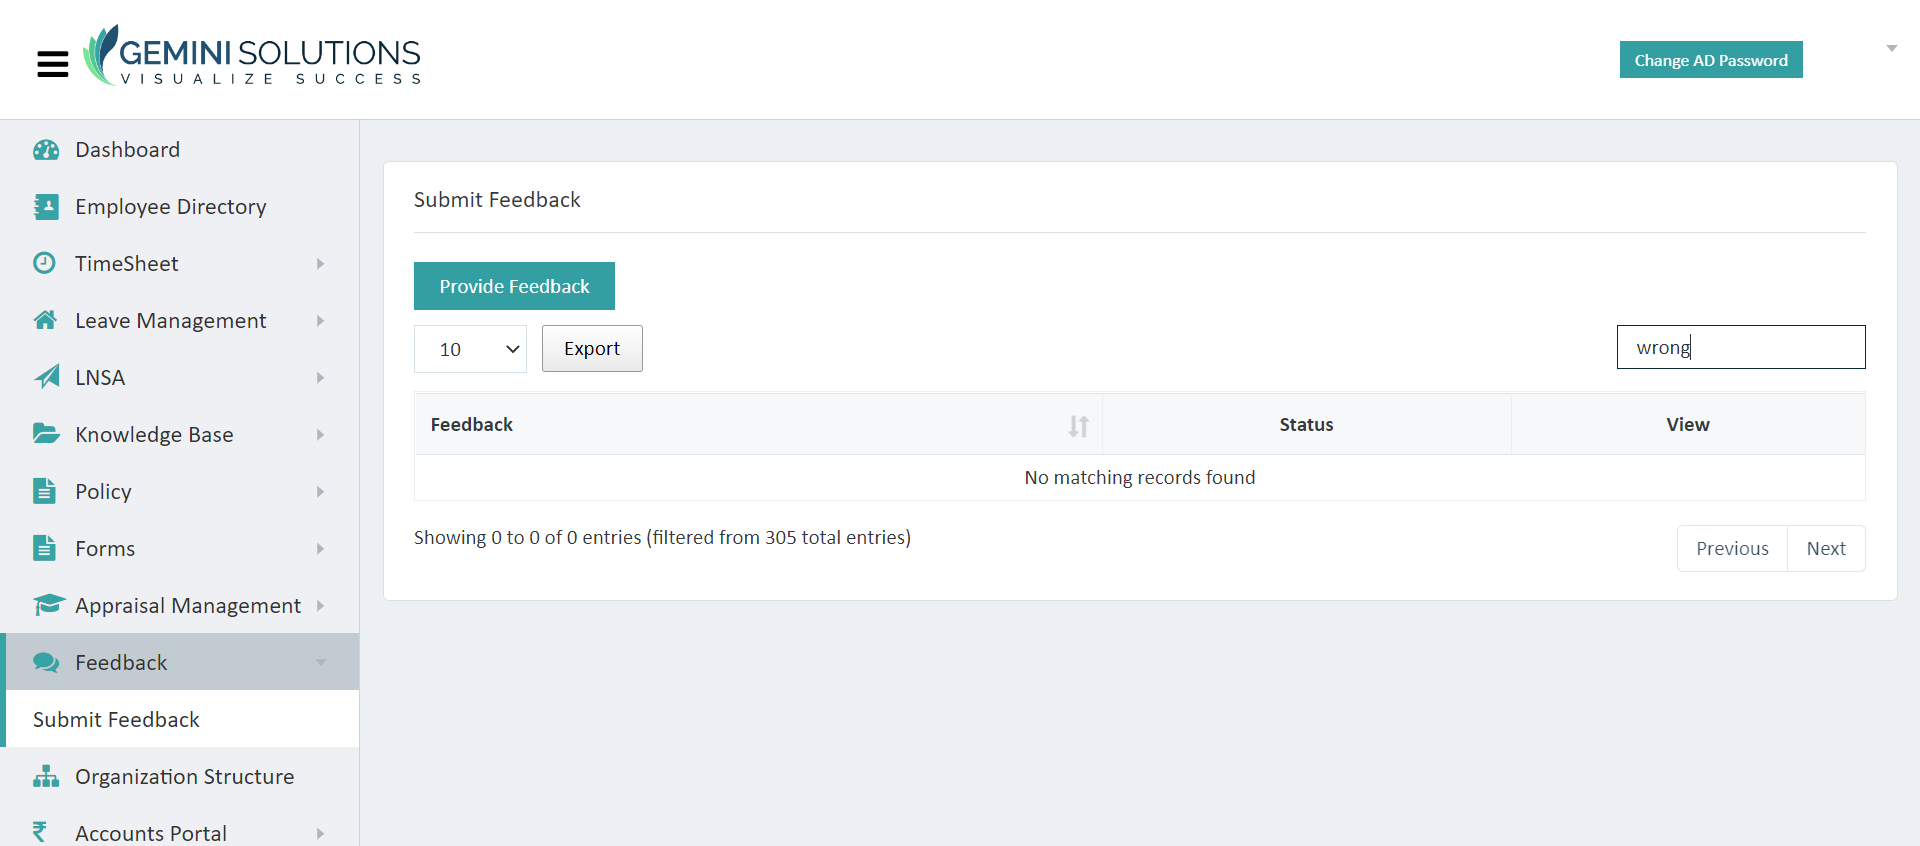 GEMINI SOLUTIONS
VISUALIZE SUCCESS
Change AD Password
Dashboard
Employee Directory
TimeSheet
Leave Management
LNSA
Knowledge Base
Policy
Forms
Appraisal Management
Feedback
Submit Feedback
Organization Structure
Accounts Portal
Submit Feedback
Provide Feedback
10
Export
wrong
Feedback Status View
No matching records found
Showing 0 to 0 of 0 entries (filtered from 305 total entries)
Previous Next